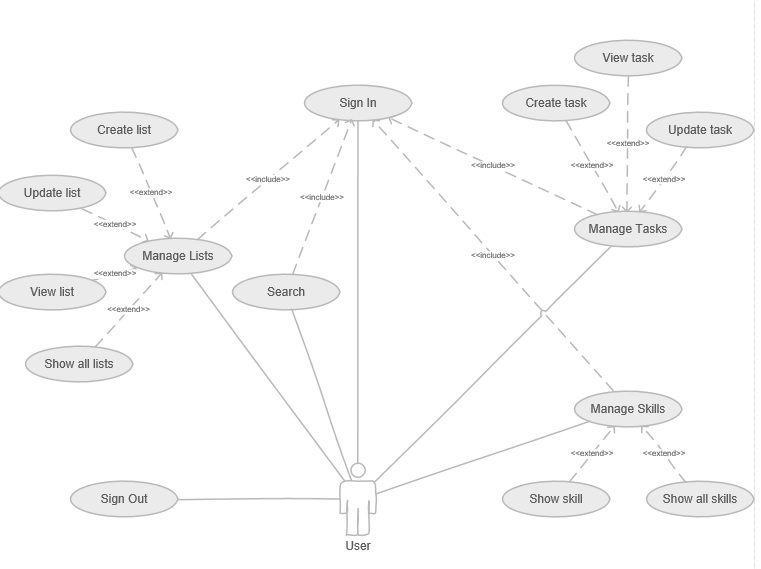 View task
Sign In
Create task
Create list
Update task
<<extend>>
<<include>>
<<extend>>
<<include>>
<<extend>>
<<extend>>
Update list
<<extend>>
<<include>>
<<extend>>
Manage Tasks
Manage Lists
<<include>>
<<extend>>
View list
Search
<<extend>>
Show all lists
Manage Skills
<<extend>>
<<extend>>
Sign Out
Show skill
Show all skills
User